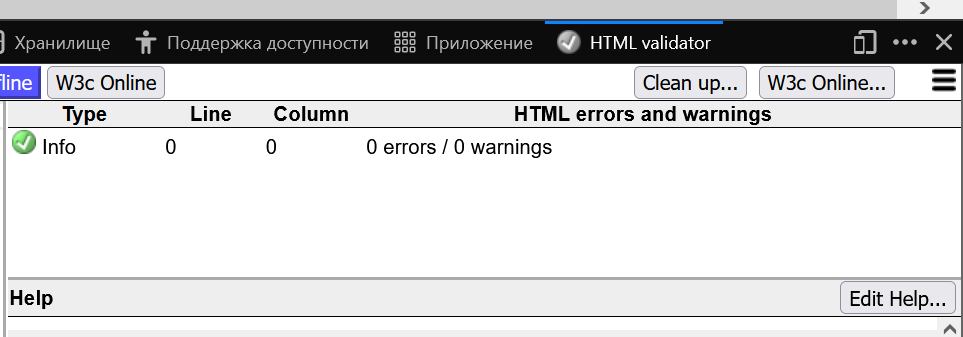 Хранилище Поддержка доступности Приложение HTML validator
W3c Online Clean up... W3c Online...
Type Line Column HTML errors and warnings
Info 0 0 0 errors / 0 warnings
Help Edit Help...